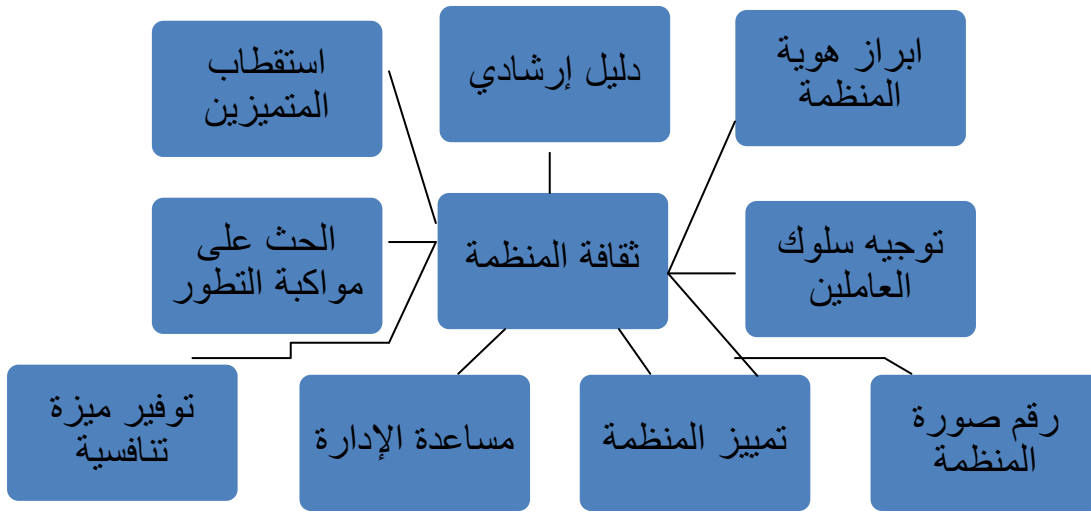 ابراز هوية
المنظمة
دليل إرشادي
استقطاب
المتميزين
توجيه سلوك
العاملين
ثقافة المنظمة
الحث على
مواكبة التطور
رقم صورة
المنظمة
تمييز المنظمة
مساعدة الإدارة
توفير ميزة
تنافسية